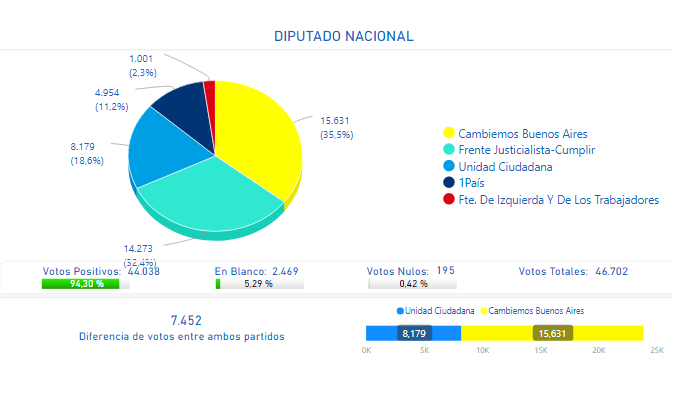 DIPUTADO NACIONAL
1.001
(2,3%)
4.954
(11,2%)
15.631
(35,5%)
8.179
(18,6%)
14.273
(32,4%)
Cambiemos Buenos Aires
Frente Justicialista-Cumplir
Unidad Ciudadana
1País
Fte. De Izquierda Y De Los Trabajadores
Votos Positivos: 44.038 En Blanco: 2.469 Votos Nulos: 195 Votos Totales: 46.702
94,30 % 5,29 % 0,42 %
7.452
Diferencia de votos entre ambos partidos
Unidad Ciudadana Cambiemos Buenos Aires
8,179 15,631
0K 5K 10K 15K 20K 25K